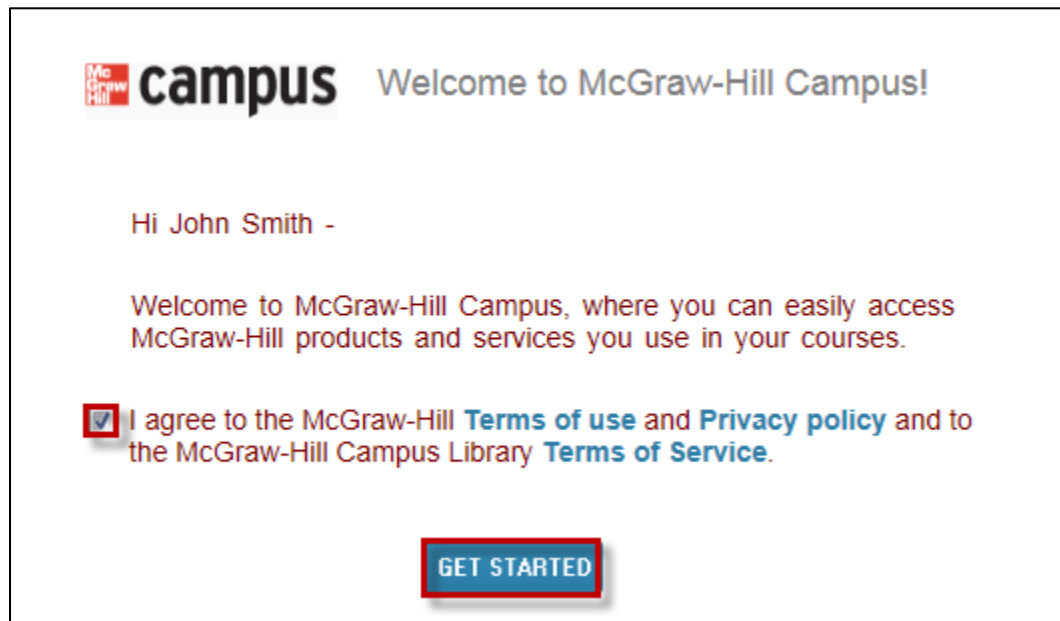 Mc
Graw
Hill
campus Welcome to McGraw-Hill Campus!
Hi John Smith -
Welcome to McGraw-Hill Campus, where you can easily access
McGraw-Hill products and services you use in your courses.
I agree to the McGraw-Hill Terms of use and Privacy policy and to
the McGraw-Hill Campus Library Terms of Service.
GET STARTED